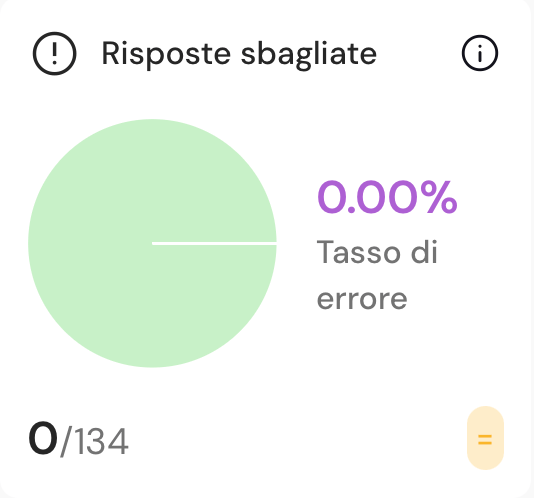 Risposte sbagliate
0.00%
Tasso di
errore
0/134
=